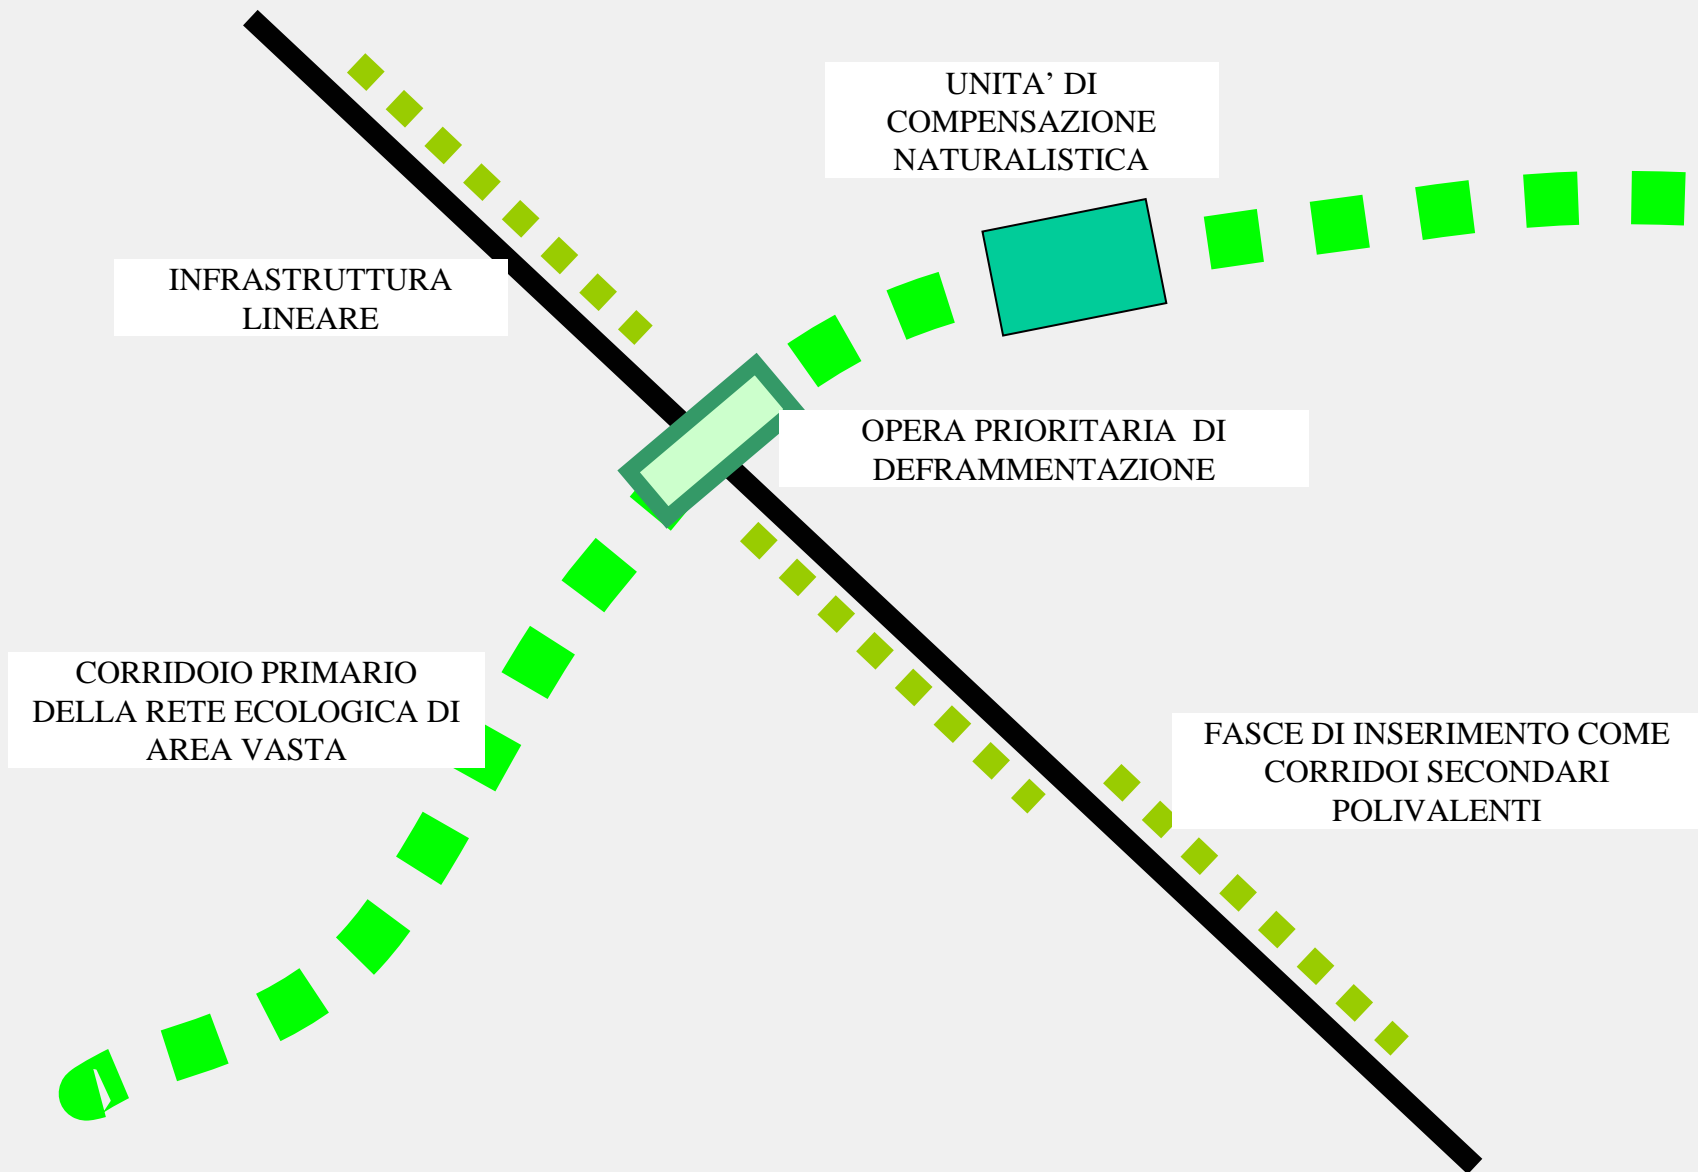 UNITA’ DI
COMPENSAZIONE
NATURALISTICA
INFRASTRUTTURA
LINEARE
OPERA PRIORITARIA DI
DEFRAMMENTAZIONE
CORRIDOIO PRIMARIO
DELLA RETE ECOLOGICA DI
AREA VASTA
FASCE DI INSERIMENTO COME
CORRIDOI SECONDARI
POLIVALENTI